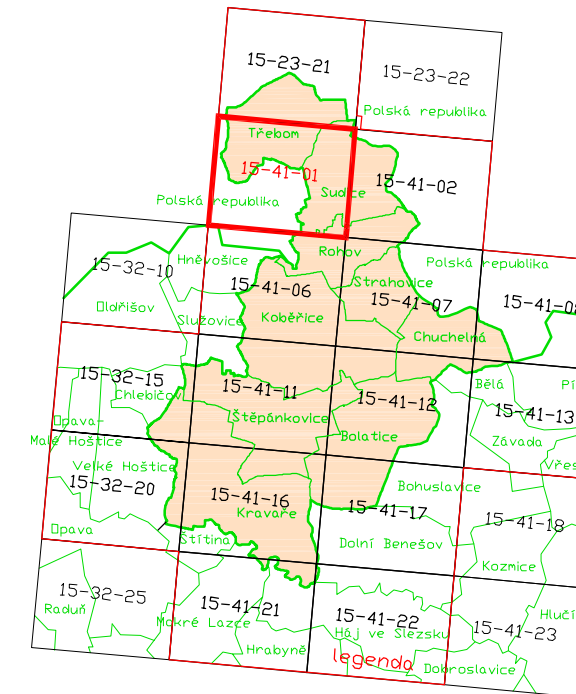 15-23-21
15-23-22
Polská republika
Třebom
15-41-01
Sudice
15-41-02
Polská republika
Rohov
Hněvošice
15-32-10
15-41-06
Strahovice
Polská republika
15-41-07
15-41-08
Služovice
Kobeřice
Chuchelná
15-32-15
Chlebičov
15-41-11
15-41-12
Bělá
Štěpánkovice
15-41-13
Malé Hoštice
Bolatice
Závada
Velké Hoštice
15-32-20
15-41-16
Kravaře
Bohuslavice
15-41-17
15-41-18
Štítina
Dolní Benešov
Kozmice
15-32-25
Raduň
15-41-21
Mokré Lazce
15-41-22
Háj ve Slezsku
15-41-23
Hrabyně
legenda
Dobroslavice